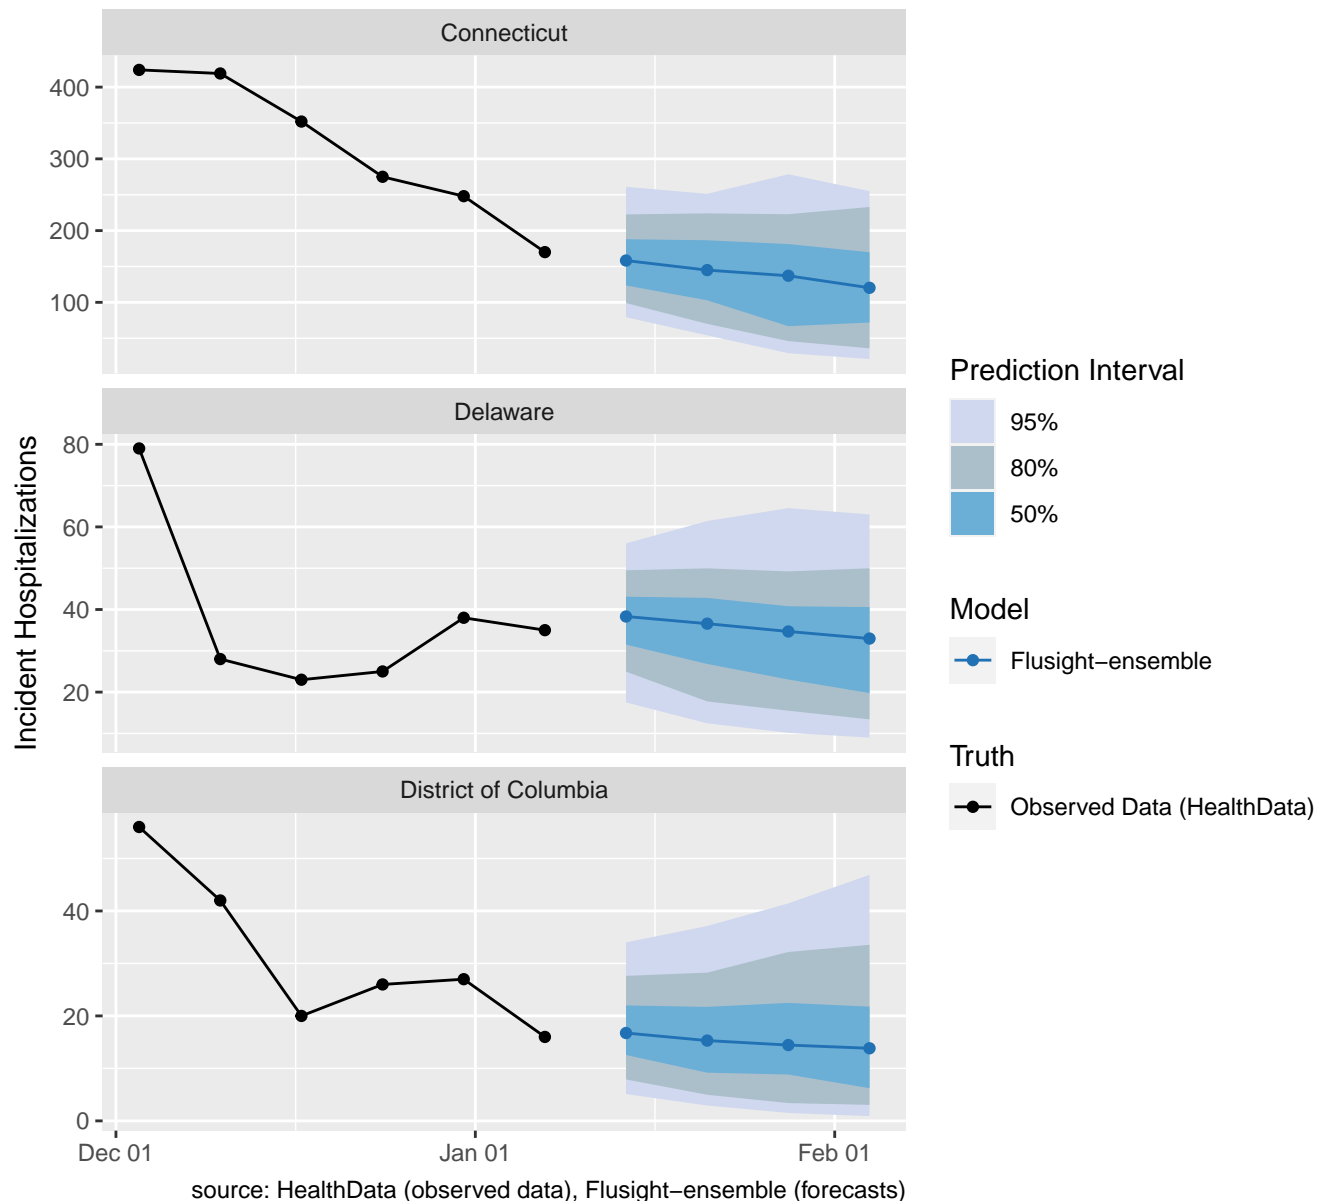 Connecticut
400
300
200
100
Delaware
80
60
40
20
District of Columbia
40
20
0
Dec 01
Jan 01
Feb 01
Incident Hospitalizations
source: HealthData (observed data), Flusight−ensemble (forecasts)
Prediction Interval
95%
80%
50%
Model
Flusight−ensemble
Truth
Observed Data (HealthData)